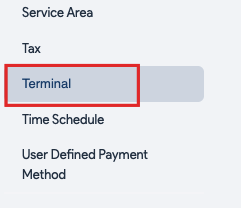 Service Area
Tax
Terminal
Time Schedule
User Defined Payment
Method